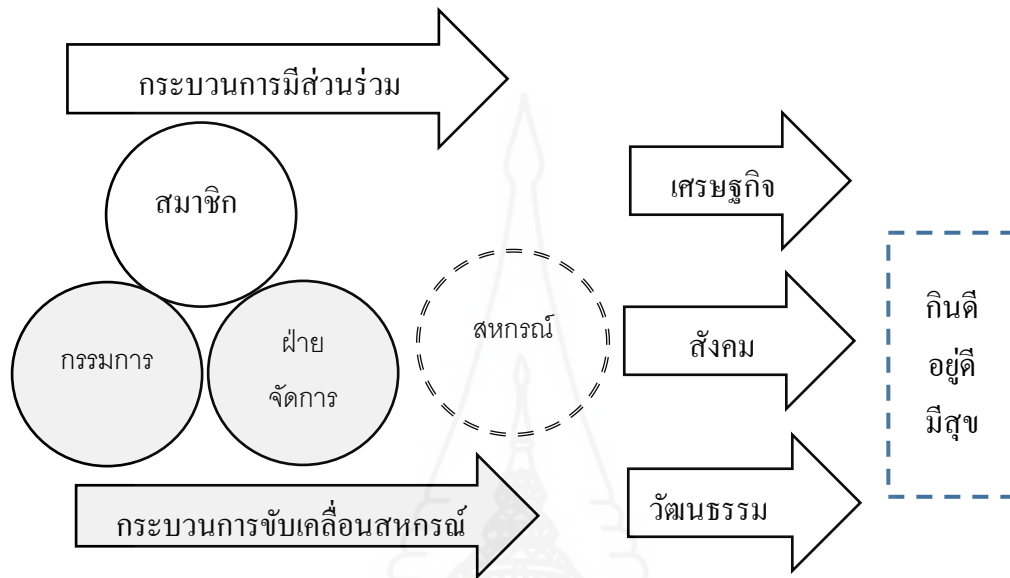 กระบวนการมีส่วนร่วม
สมาชิก
กรรมการ
ฝ่าย
จัดการ
กระบวนการขับเคลื่อนสหกรณ์
สหกรณ์
เศรษฐกิจ
สังคม
วัฒนธรรม
กินดี
อยู่ดี
มีสุข